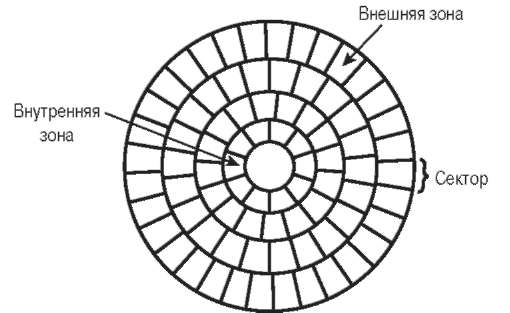 Внешняя зона
Внутренняя
зона
Сектор